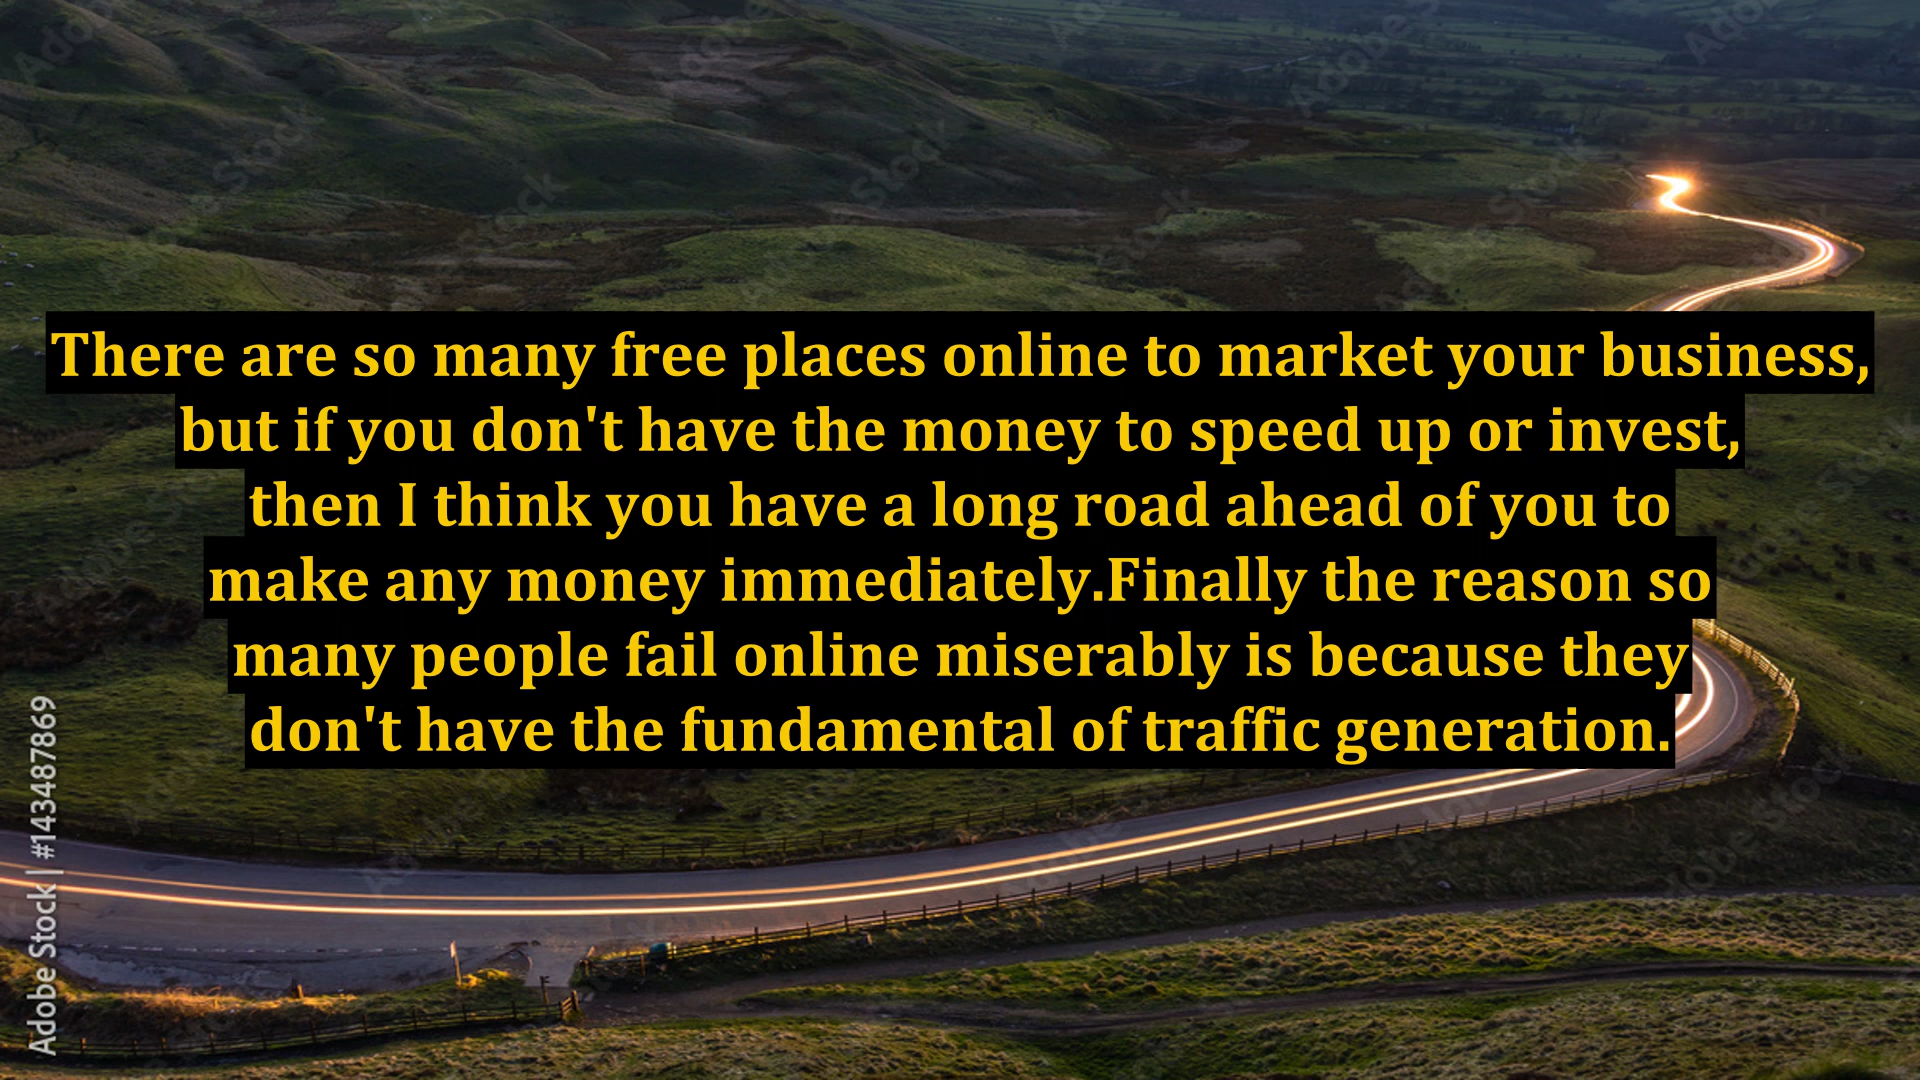 There are so many free places online to market your business,
but if you don't have the money to speed up or invest,
then I think you have a long road ahead of you to
make any money immediately.Finally the reason so
many people fail online miserably is because they
don't have the fundamental of traffic generation.
Adobe Stock | #143487869